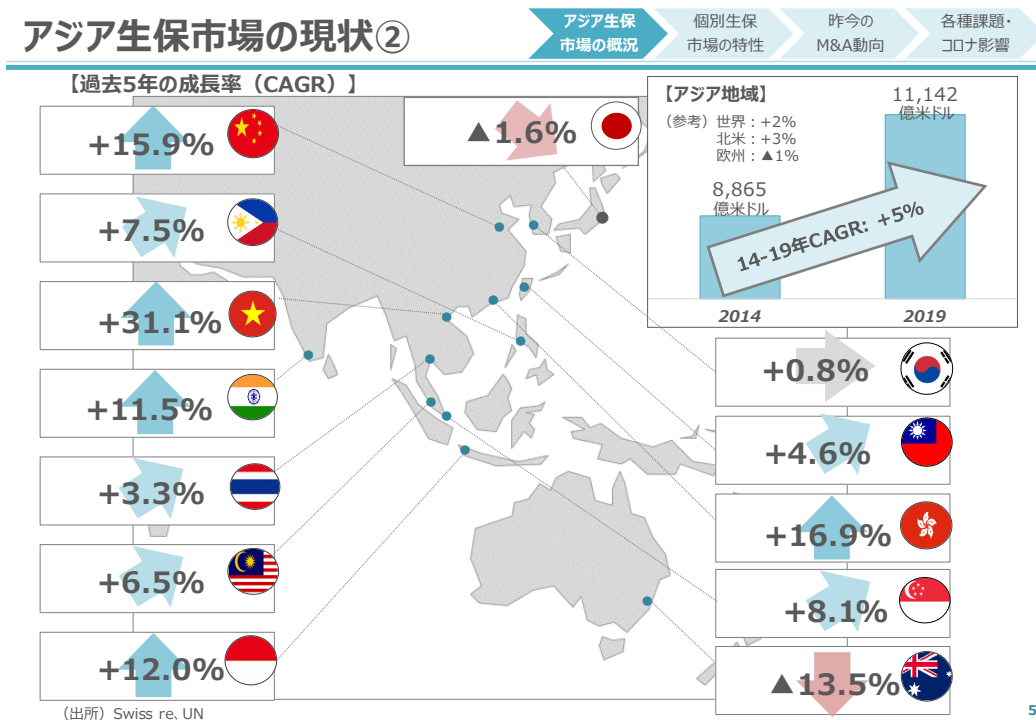 アジア生保市場の現状②
アジア生保
市場の概況
個別生保
市場の特性
昨今の
M&A動向
各種課題・
コロナ影響
【過去5年の成長率（CAGR）】
+15.9%
+7.5%
+31.1%
+11.5%
+3.3%
+6.5%
+12.0%
▲1.6%
【アジア地域】
（参考）世界：+2%
北米：+3%
欧州：▲1%
8,865
億米ドル
11,142
億米ドル
14-19年CAGR: +5%
2014
2019
+0.8%
+4.6%
+16.9%
+8.1%
▲13.5%
（出所）Swiss re、UN
5